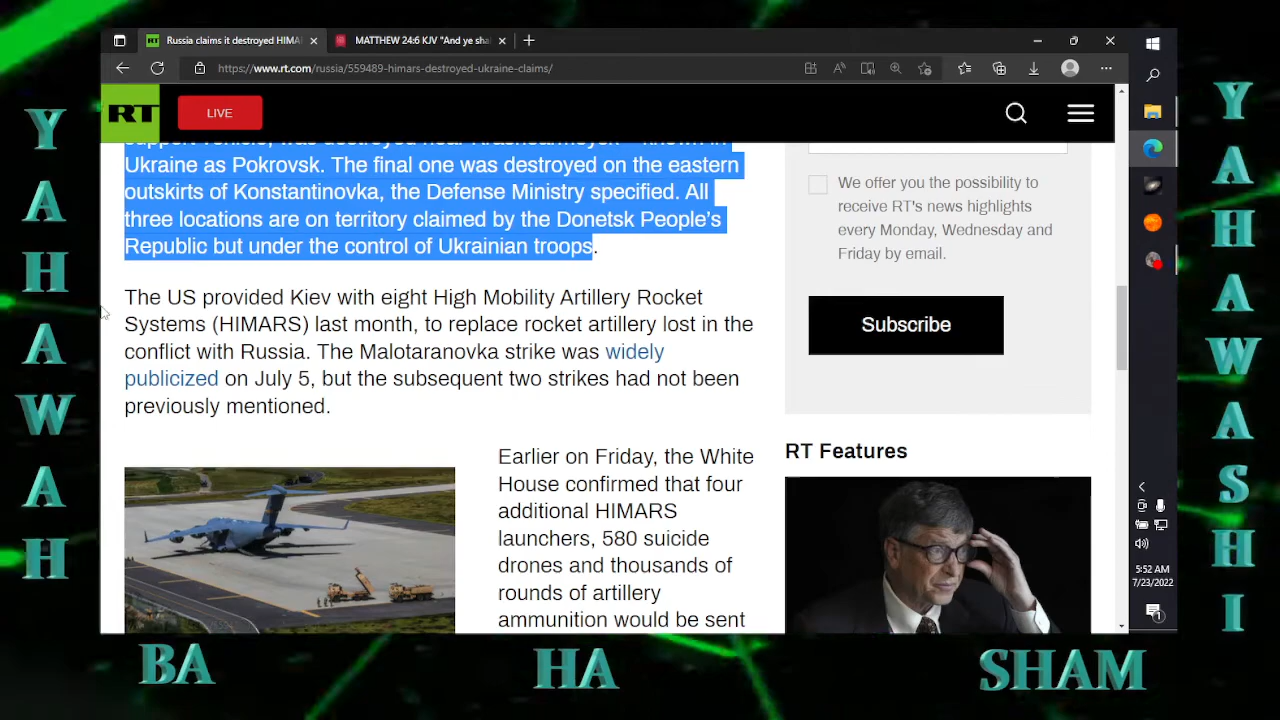 Russia claims it destroyed HIMA
MATTHEW 24:6 KJV "And ye sha
https://www.rt.com/russia/559489-himars-destroyed-ukraine-claims/
RT
LIVE
Ukraine as Pokrovsk. The final one was destroyed on the eastern
outskirts of Konstantinovka, the Defense Ministry specified. All
three locations are on territory claimed by the Donetsk People's
Republic but under the control of Ukrainian troops.
The US provided Kiev with eight High Mobility Artillery Rocket
Systems (HIMARS) last month, to replace rocket artillery lost in the
conflict with Russia. The Malotaranovka strike was widely
publicized on July 5, but the subsequent two strikes had not been
previously mentioned.
Earlier on Friday, the White
House confirmed that four
additional HIMARS
launchers, 580 suicide
drones and thousands of
rounds of artillery
ammunition would be sent
We offer you the possibility to
receive RT's news highlights
every Monday, Wednesday and
Friday by email.
Subscribe
RT Features
5:52 AM
7/23/2022
1
YAHAWAH
YAHAWASHI
BA
HA
SHAM